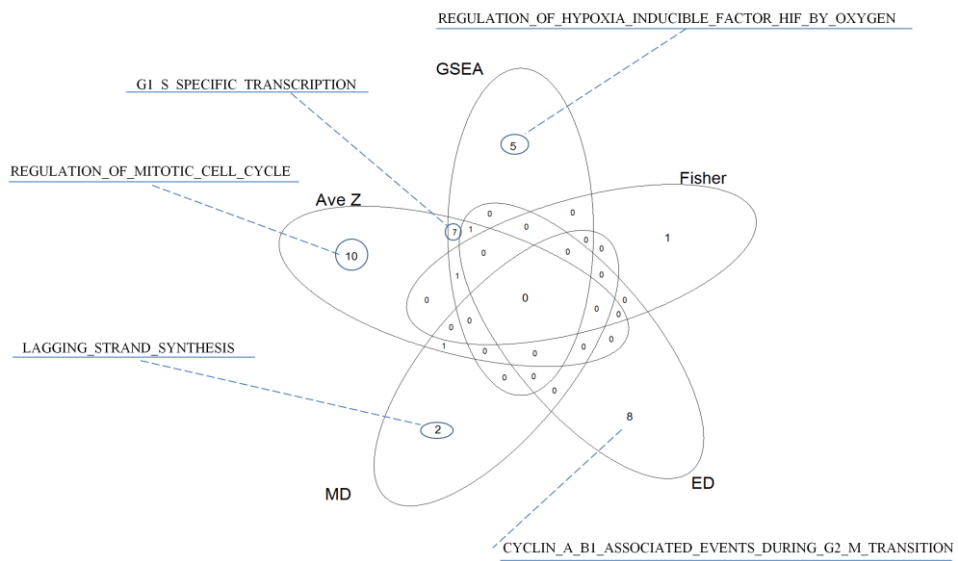 REGULATION_OF_HYPOXIA_INDUCIBLE_FACTOR_HIF_BY_OXYGEN
GSEA
G1_S_SPECIFIC_TRANSCRIPTION
5
REGULATION_OF_MITOTIC_CELL_CYCLE
Fisher
Ave Z
0 0
7 1 0 1
0 0
10 0 0
1 0
0 0 0
0 0
0 0 0
1 0 0 0 0
LAGGING_STRAND_SYNTHESIS
0 0
0
8
2
ED
MD
CYCLIN_A_B1_ASSOCIATED_EVENTS_DURING_G2_M_TRANSITION